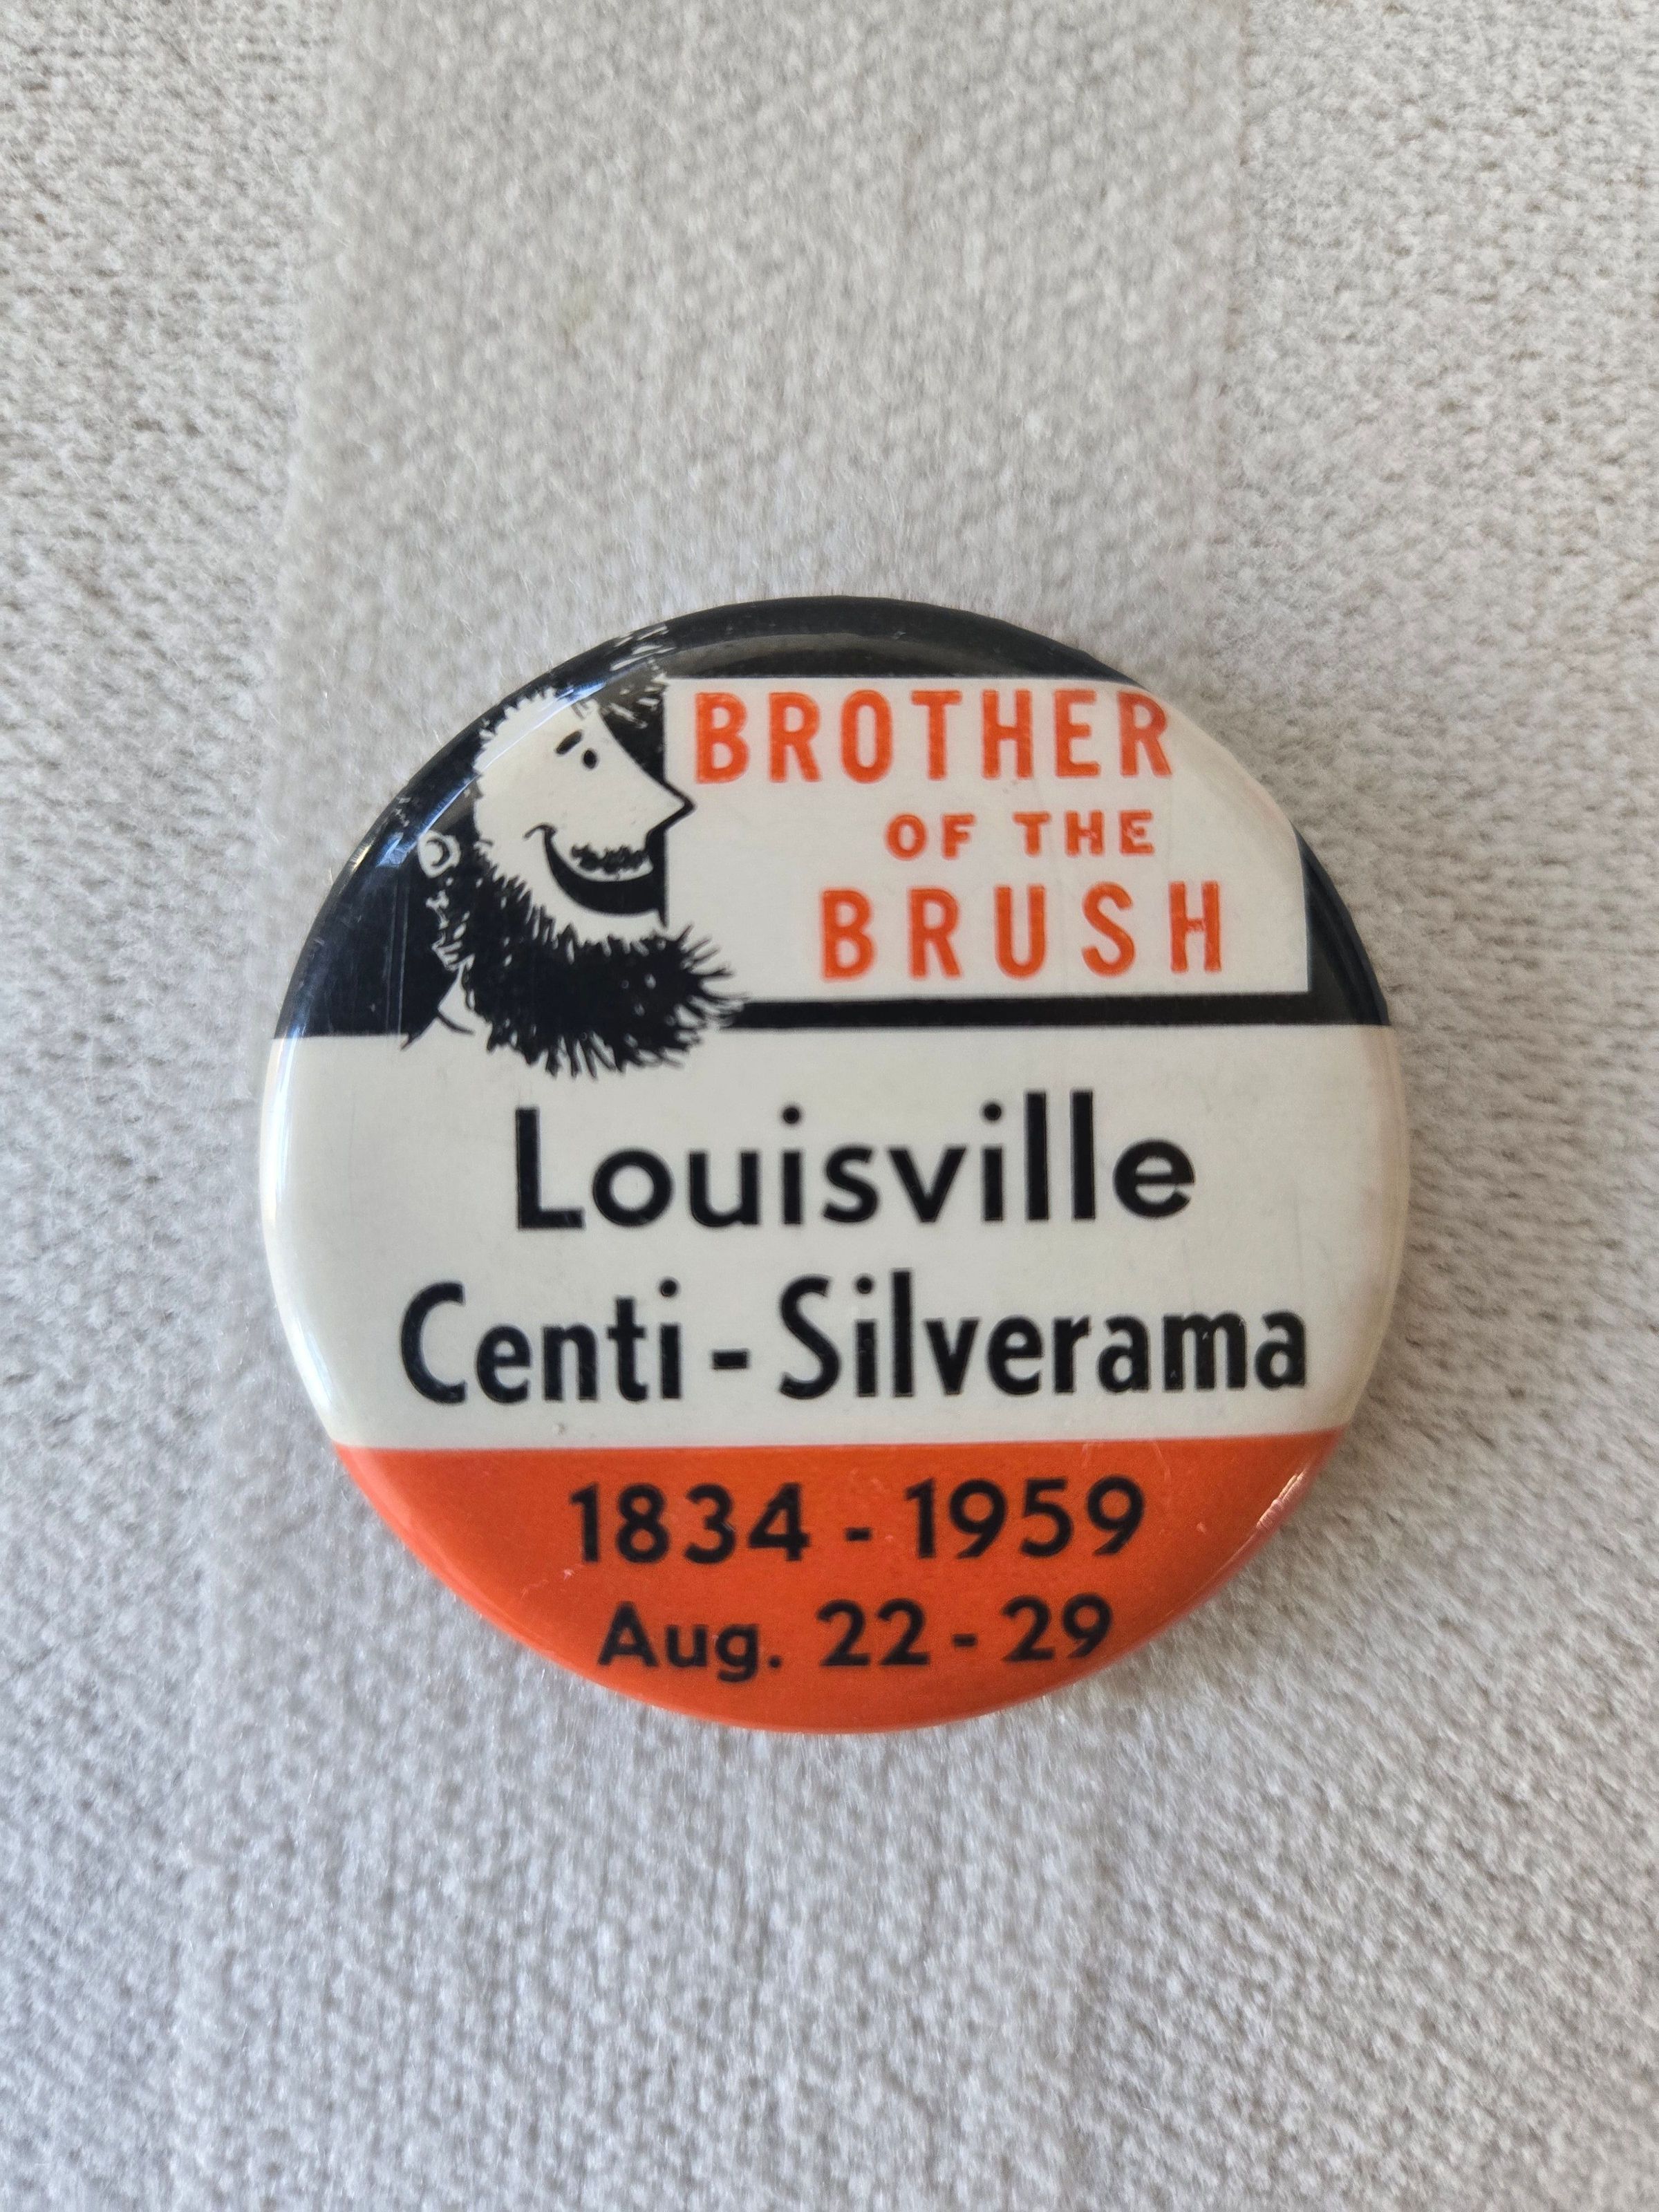 BROTHER
OF THE
BRUSH
Louisville
Centi - Silverama
1834 - 1959
Aug. 22 - 29